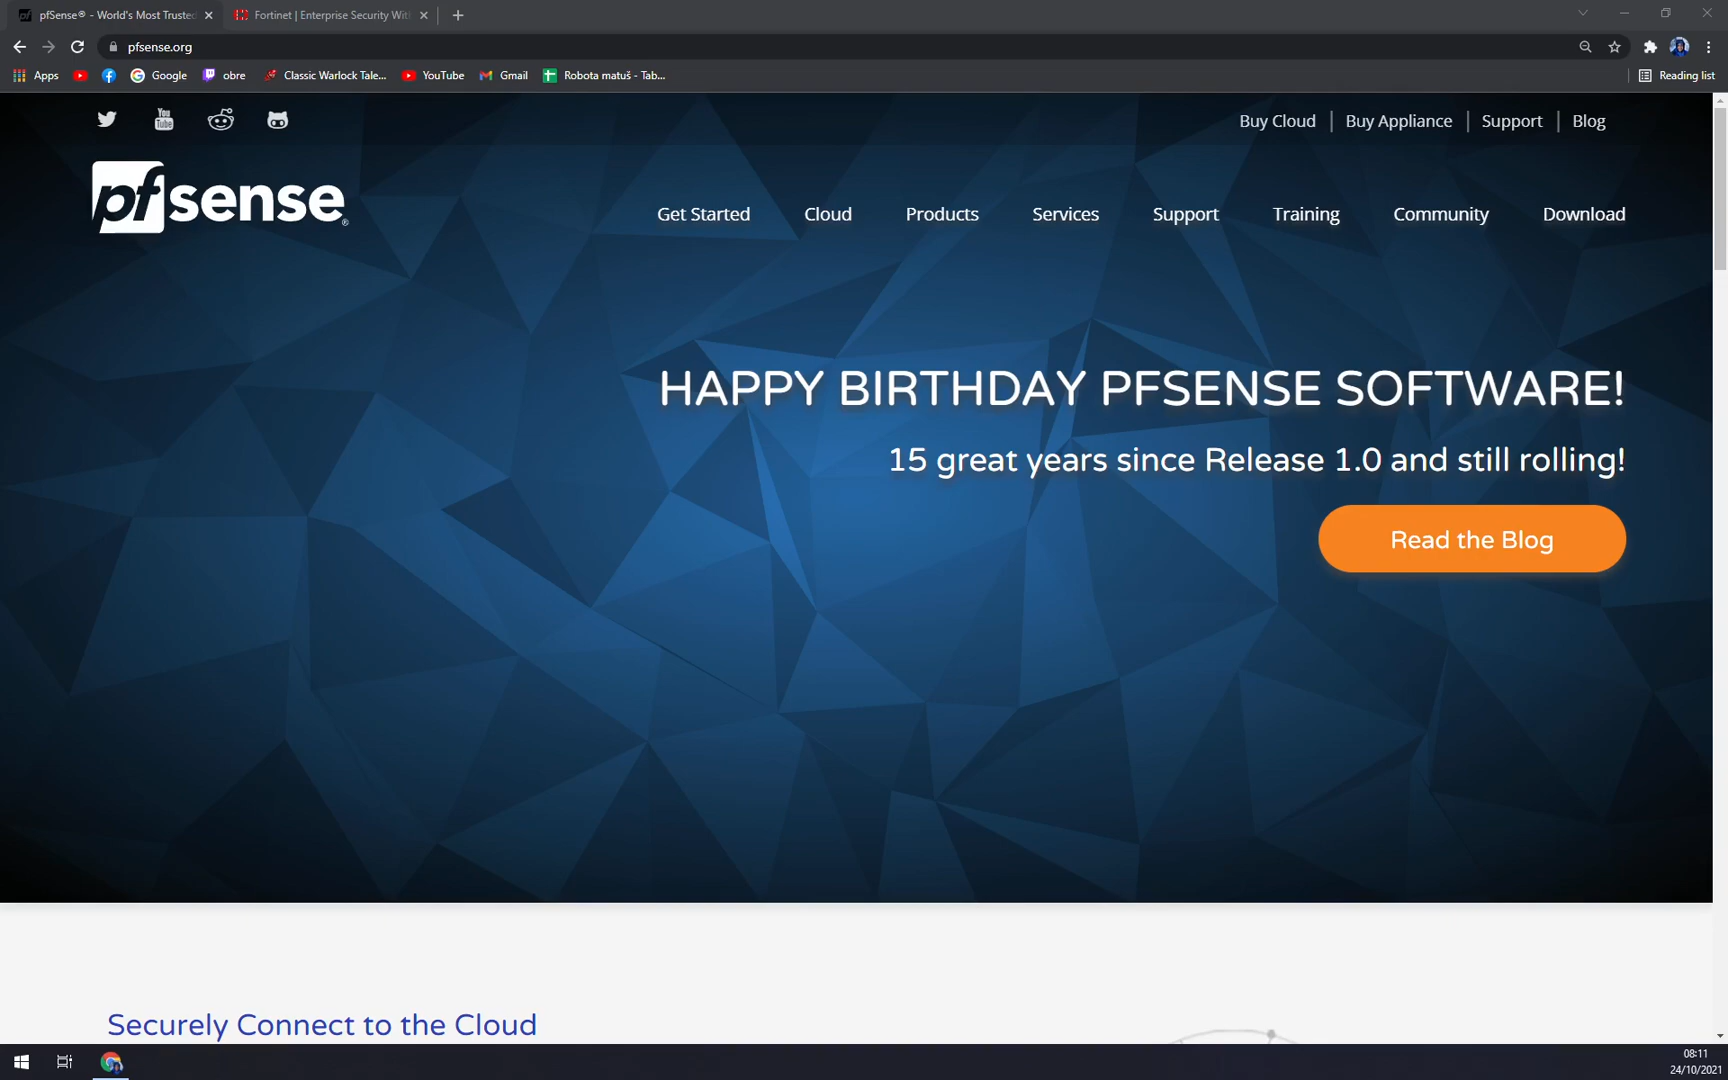 pfSense® - World's Most Trusted
Fortinet | Enterprise Security Wit
pfsense.org
Apps
Google
obre
Classic Warlock Tale...
YouTube
Gmail
Robota matuš - Tab...
Reading list
You
Tube
Buy Cloud
Buy Appliance
Support
Blog
pfsense®
Get Started
Cloud
Products
Services
Support
Training
Community
Download
HAPPY BIRTHDAY PFSENSE SOFTWARE!
15 great years since Release 1.0 and still rolling!
Read the Blog
Securely Connect to the Cloud
08:11
24/10/2021